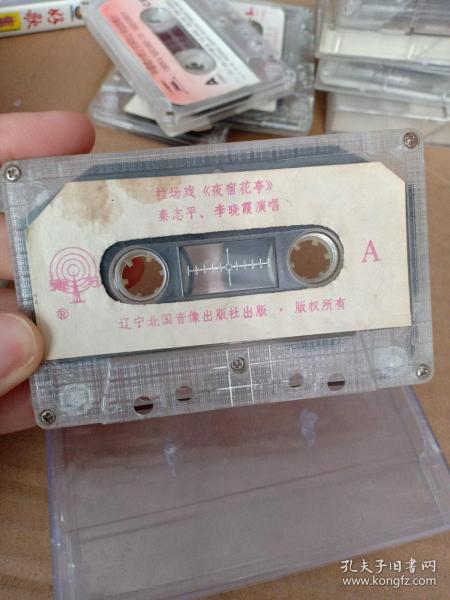 好歌
拉场戏《夜宿花亭》
秦志平、李晓霞演唱
A
®
辽宁北国音像出版社出版 · 版权所有
孔夫子旧书网
www.kongfz.com